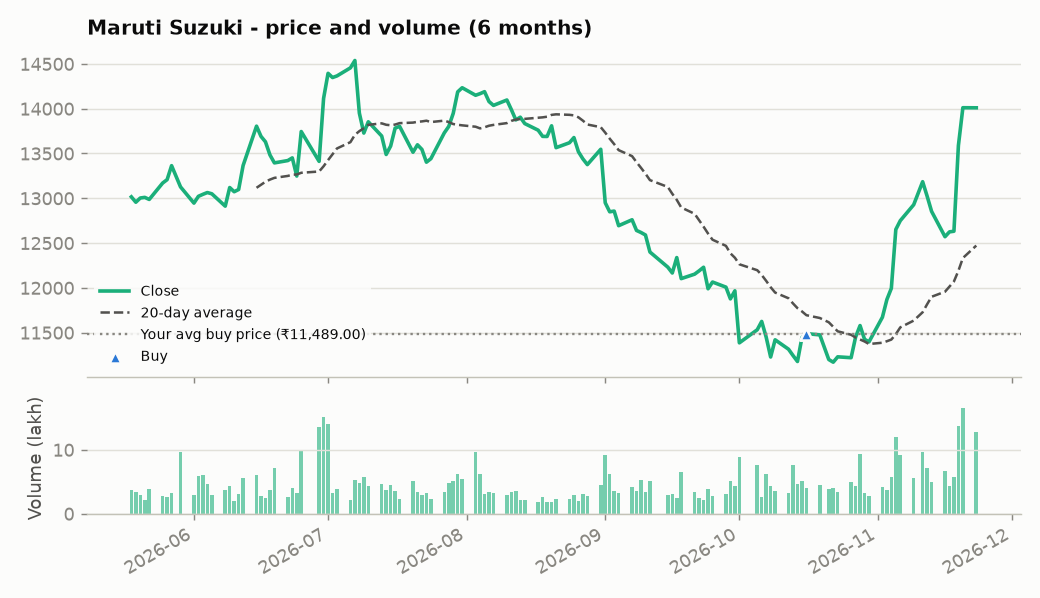 Maruti Suzuki - price and volume (6 months)
14500
14000
13500
13000
12500
12000
11500
Close
20-day average
Your avg buy price (₹11,489.00)
Buy
Volume (lakh)
10
0
2026-06
2026-07
2026-08
2026-09
2026-10
2026-11
2026-12